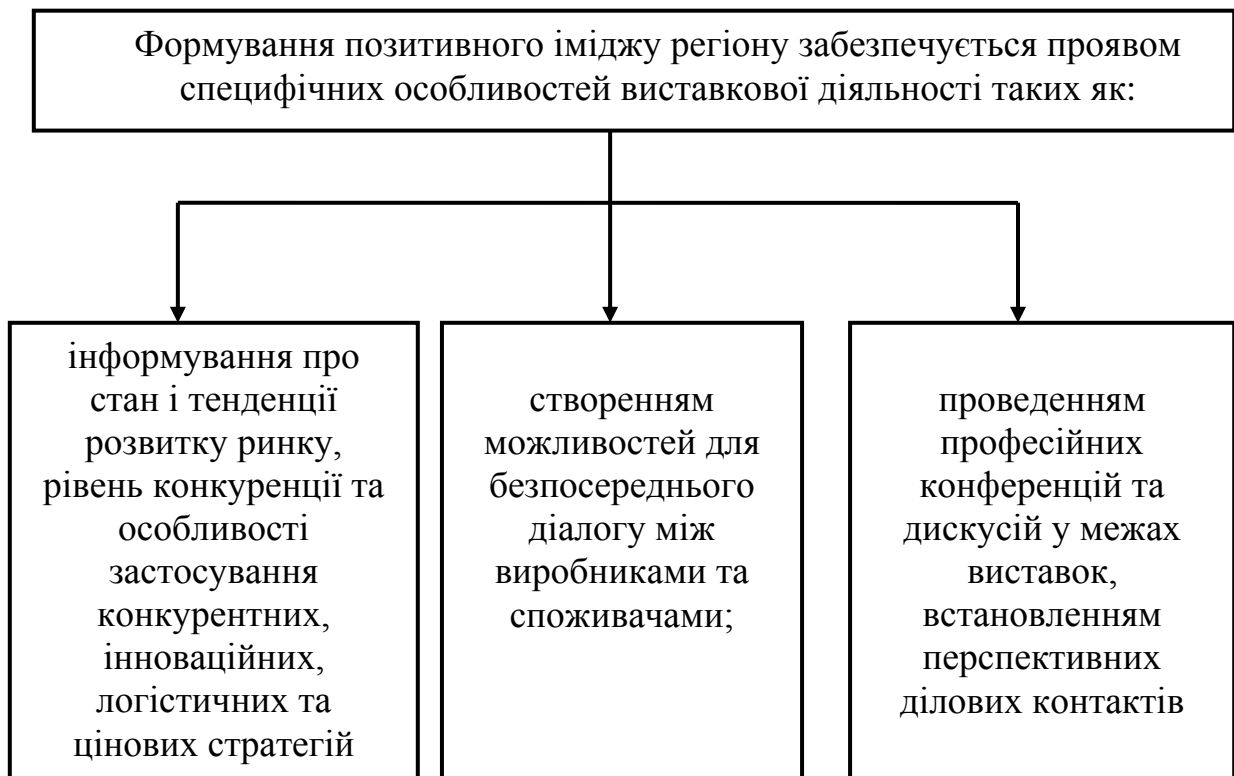 Формування позитивного іміджу регіону забезпечується проявом
специфічних особливостей виставкової діяльності таких як:
інформування про
стан і тенденції
розвитку ринку,
рівень конкуренції та
особливості
застосування
конкурентних,
інноваційних,
логістичних та
цінових стратегій
створенням
можливостей для
безпосереднього
діалогу між
виробниками та
споживачами;
проведенням
професійних
конференцій та
дискусій у межах
виставок,
встановленням
перспективних
ділових контактів